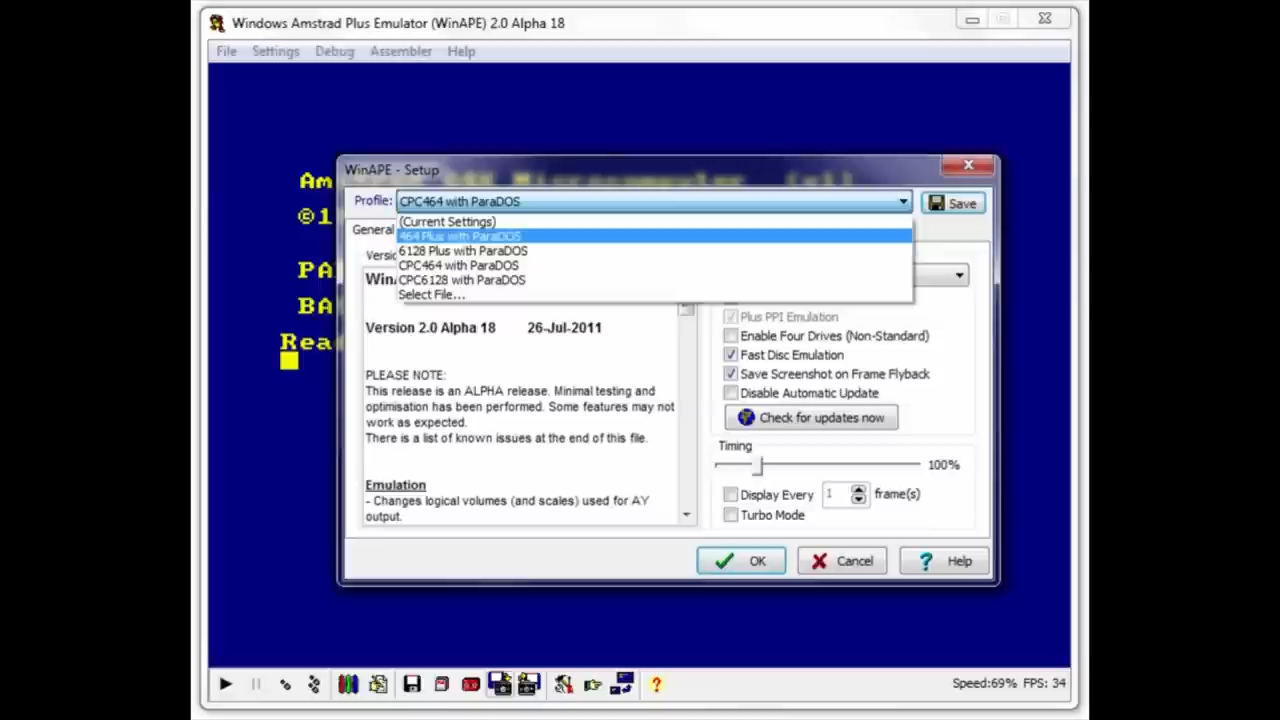 Windows Amstrad Plus Emulator (WinAPE) 2.0 Alpha 18
File Settings Debug Assembler Help
WinAPE - Setup
Profile: CPC464 with ParaDOS Save
(Current Settings)
464 Plus with ParaDOS
6128 Plus with ParaDOS
CPC464 with ParaDOS
CPC6128 with ParaDOS
Select File...
General
Am
©1
PA
BA
Rea
Version 2.0 Alpha 18 26-Jul-2011
PLEASE NOTE:
This release is an ALPHA release. Minimal testing and
optimisation has been performed. Some features may not
work as expected.
There is a list of known issues at the end of this file.
Emulation
- Changes logical volumes (and scales) used for AY
output.
Plus PPI Emulation
Enable Four Drives (Non-Standard)
Fast Disc Emulation
Save Screenshot on Frame Flyback
Disable Automatic Update
Check for updates now
Timing
100%
Display Every 1 frame(s)
Turbo Mode
OK Cancel Help
Speed:69% FPS: 34